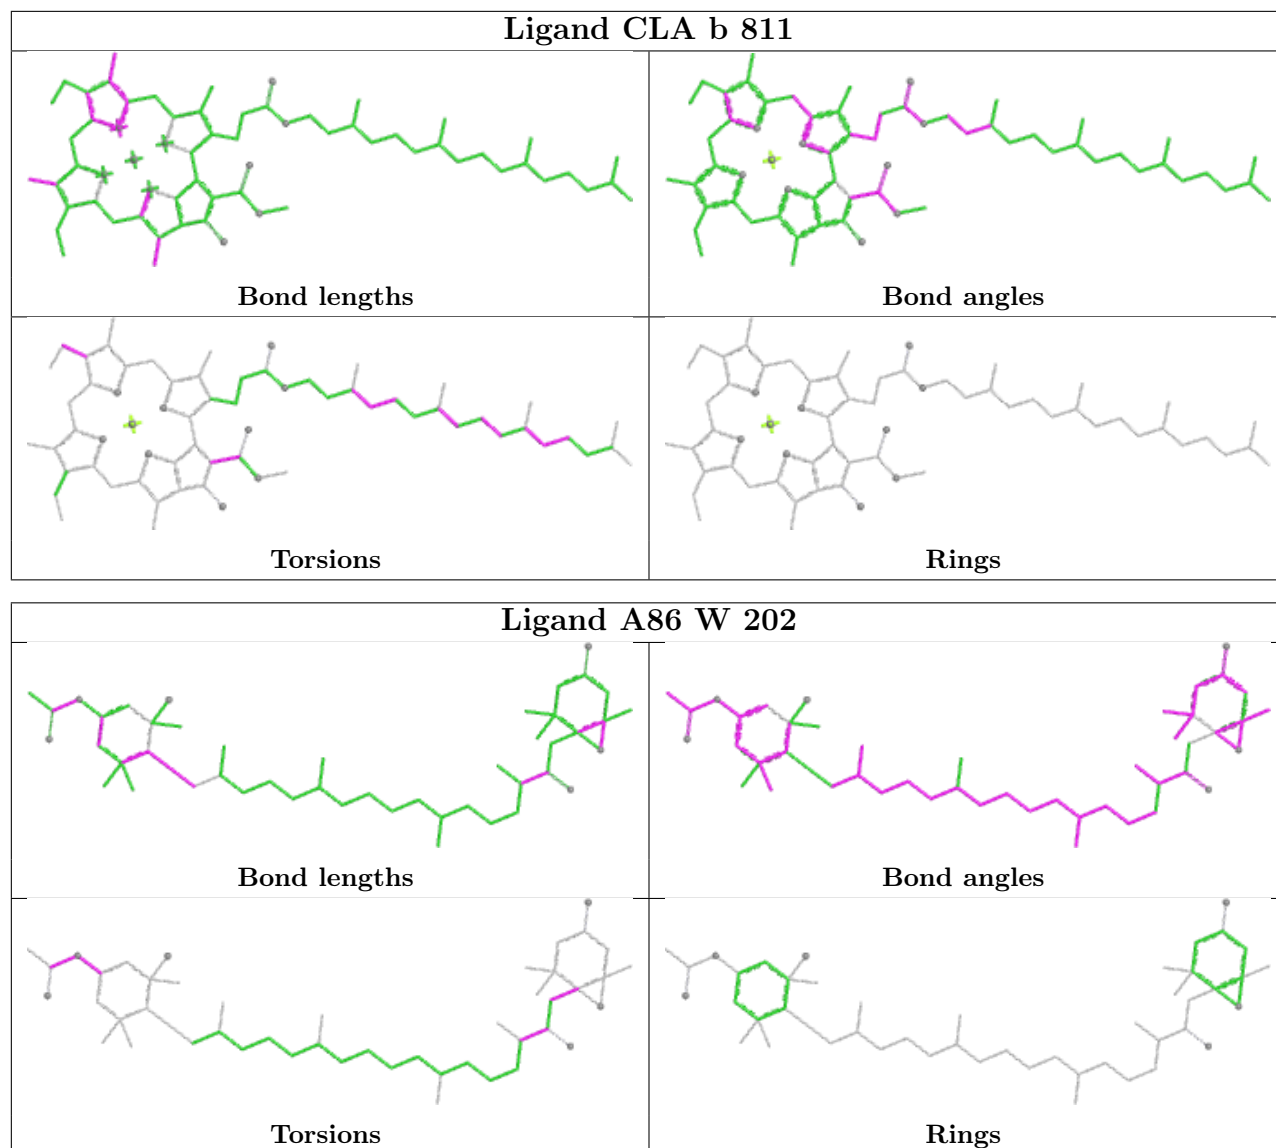 Ligand CLA b 811
Bond lengths
Bond angles
Torsions
Rings
Ligand A86 W 202
Bond lengths
Bond angles
Torsions
Rings